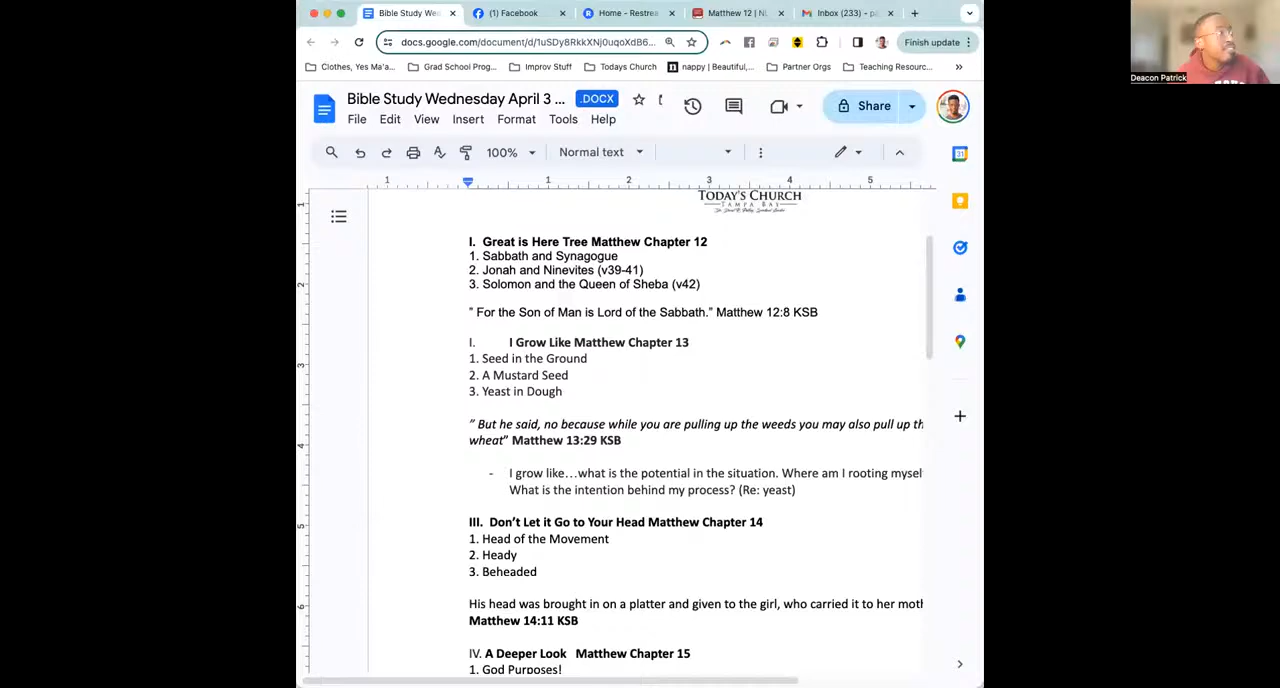 Bible Study We
(1) Facebook
Home - Restrea
Matthew 12 | N
Inbox (233) - p
docs.google.com/document/d/1uSDy8RkkXNj0uqoXdB6...
Finish update
Clothes, Yes Ma'a...
Grad School Prog...
Improv Stuff
Todays Church
nappy | Beautiful,...
Partner Orgs
Teaching Resourc...
»
Bible Study Wednesday April 3 ...
.DOCX
Share
File Edit View Insert Format Tools Help
100%
Normal text
1 1 2 3 4 5
TODAY'S CHURCH
TAMPA BAY
I. Great is Here Tree Matthew Chapter 12
1. Sabbath and Synagogue
2. Jonah and Ninevites (v39-41)
3. Solomon and the Queen of Sheba (v42)
" For the Son of Man is Lord of the Sabbath." Matthew 12:8 KSB
I. I Grow Like Matthew Chapter 13
1. Seed in the Ground
2. A Mustard Seed
3. Yeast in Dough
" But he said, no because while you are pulling up the weeds you may also pull up th
wheat" Matthew 13:29 KSB
- I grow like...what is the potential in the situation. Where am I rooting mysel
What is the intention behind my process? (Re: yeast)
III. Don't Let it Go to Your Head Matthew Chapter 14
1. Head of the Movement
2. Heady
3. Beheaded
His head was brought in on a platter and given to the girl, who carried it to her moth
Matthew 14:11 KSB
IV. A Deeper Look Matthew Chapter 15
1. God Purposes!
Deacon Patrick